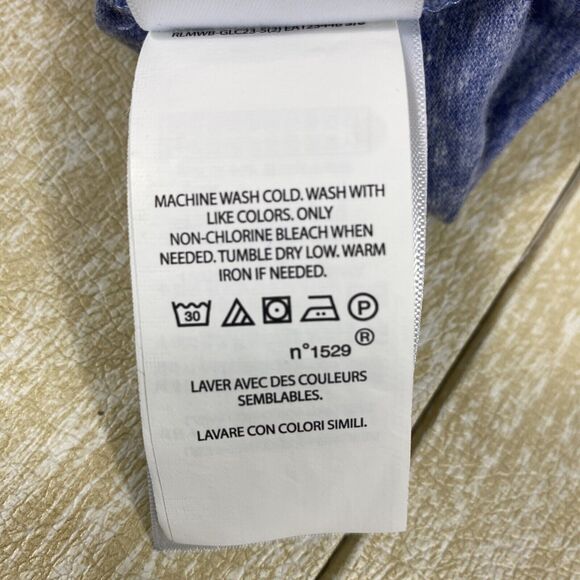 MACHINE WASH COLD. WASH WITH
LIKE COLORS. ONLY
NON-CHLORINE BLEACH WHEN
NEEDED. TUMBLE DRY LOW. WARM
IRON IF NEEDED.
30 P
n°1529 ®
LAVER AVEC DES COULEURS
SEMBLABLES.
LAVARE CON COLORI SIMILI.